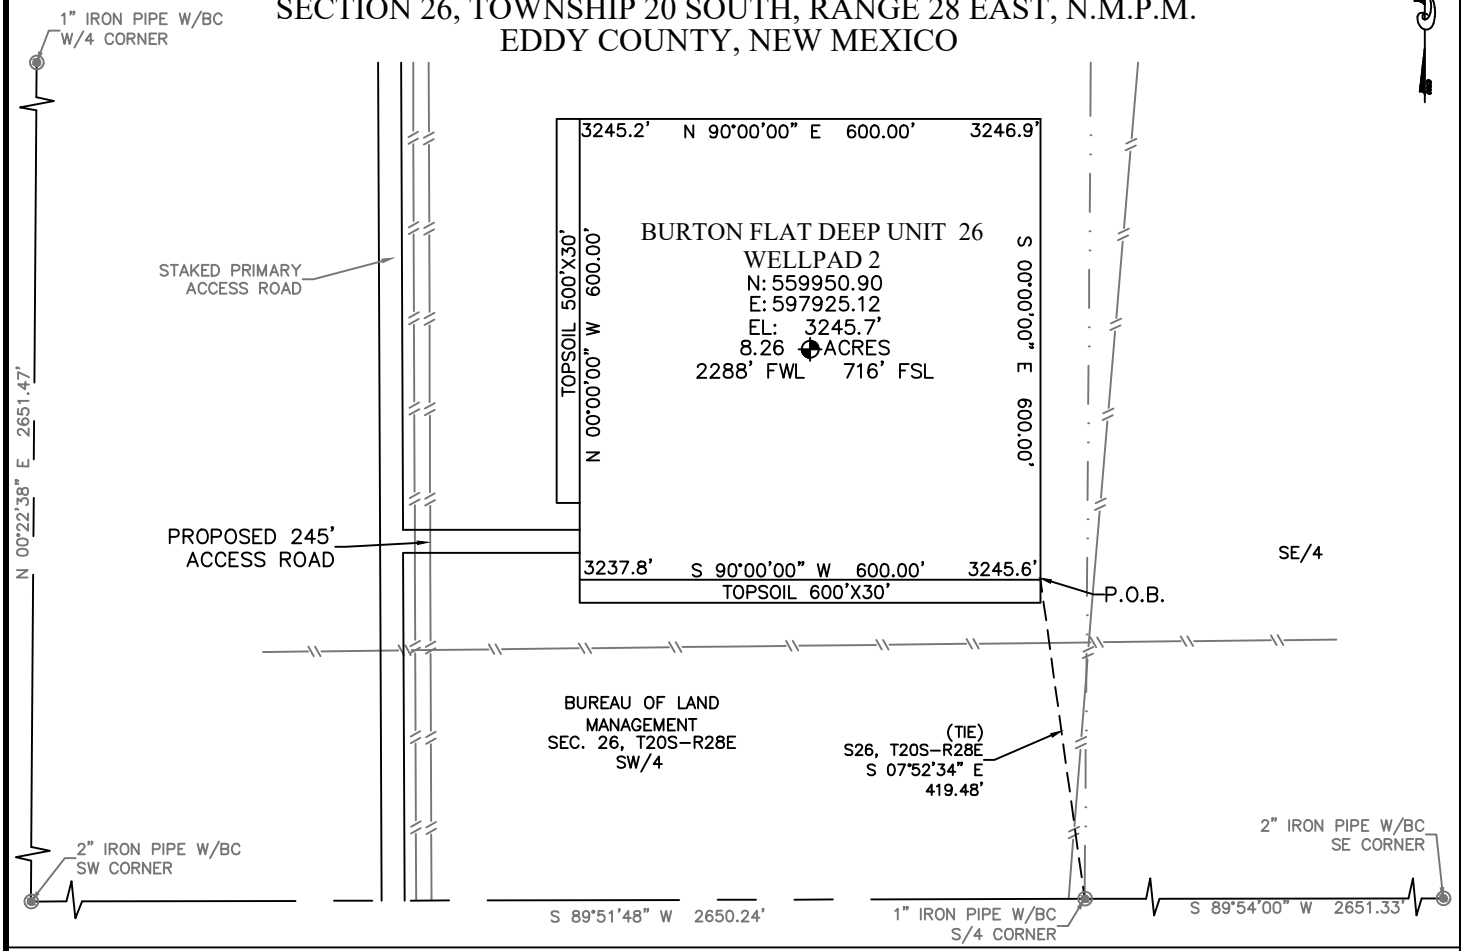 SECTION 26, TOWNSHIP 20 SOUTH, RANGE 28 EAST, N.M.P.M.
EDDY COUNTY, NEW MEXICO
1" IRON PIPE W/BC
W/4 CORNER
3245.2'
N 90°00'00" E 600.00'
3246.9'
BURTON FLAT DEEP UNIT 26
WELLPAD 2
N: 559950.90
E: 597925.12
EL: 3245.7'
8.26 ACRES
2288' FWL 716' FSL
STAKED PRIMARY
ACCESS ROAD
TOPSOIL 500'X30'
N 00°00'00" W 600.00'
S 00°00'00" E 600.00'
N 00°22'38" E 2651.47'
PROPOSED 245'
ACCESS ROAD
SE/4
3237.8'
S 90°00'00" W 600.00'
3245.6'
TOPSOIL 600'X30'
P.O.B.
BUREAU OF LAND
MANAGEMENT
SEC. 26, T20S-R28E
SW/4
(TIE)
S26, T20S-R28E
S 07°52'34" E
419.48'
2" IRON PIPE W/BC
SW CORNER
2" IRON PIPE W/BC
SE CORNER
S 89°51'48" W 2650.24'
1" IRON PIPE W/BC
S/4 CORNER
S 89°54'00" W 2651.33'